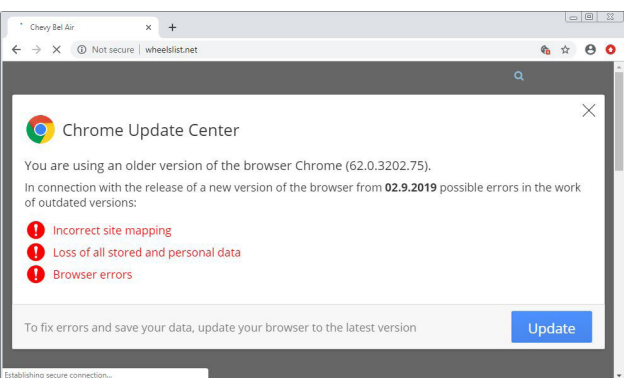 Chevy Bel Air
Not secure | wheelslist.net
Chrome Update Center
You are using an older version of the browser Chrome (62.0.3202.75).
In connection with the release of a new version of the browser from 02.9.2019 possible errors in the work
of outdated versions:
Incorrect site mapping
Loss of all stored and personal data
Browser errors
To fix errors and save your data, update your browser to the latest version
Update
Establishing secure connection...